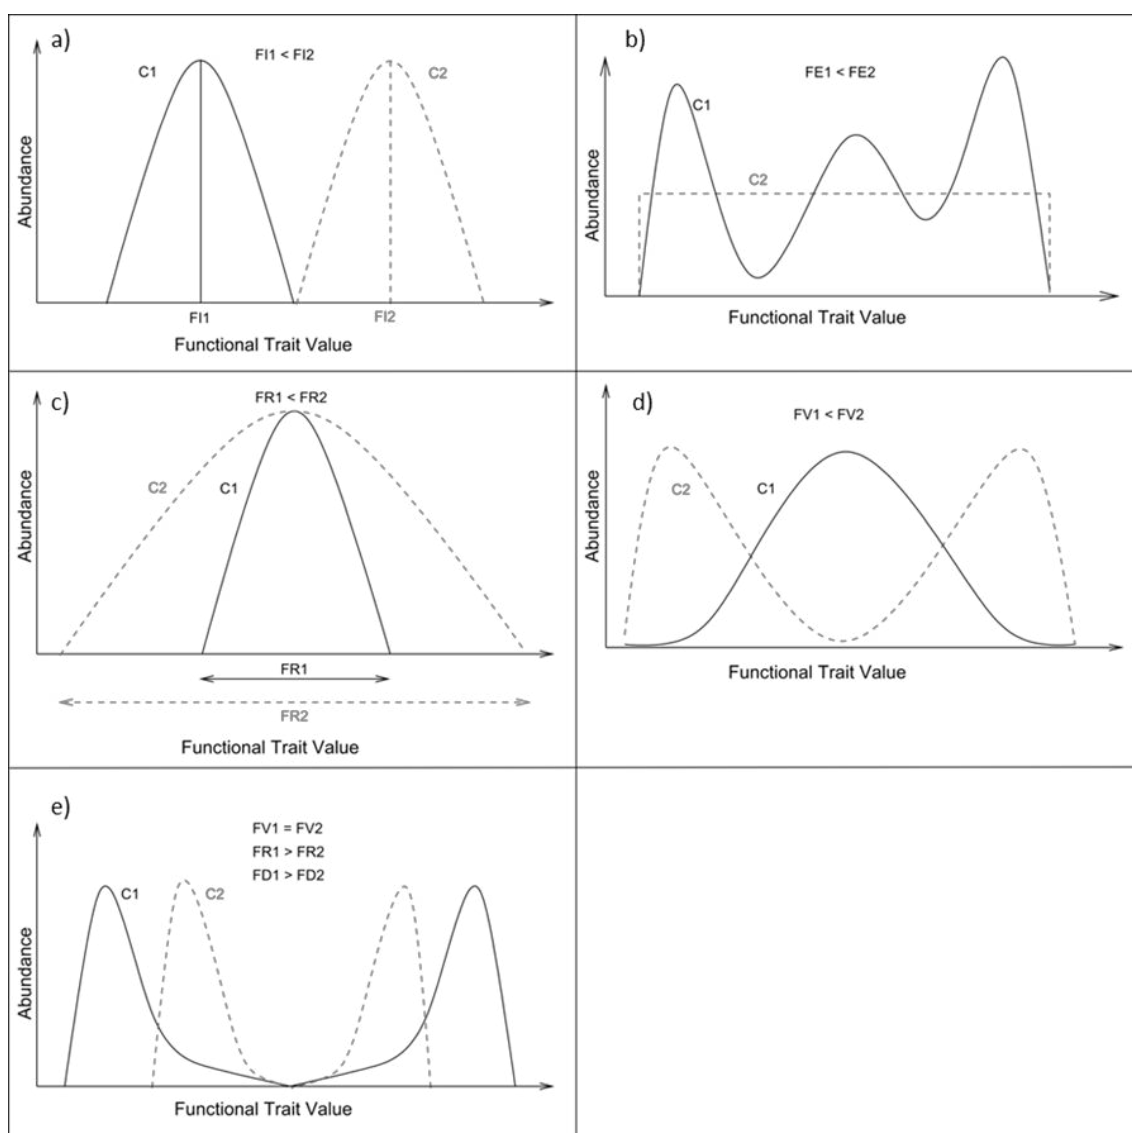 a)
FI1 < FI2
C1
C2
Abundance
FI1
FI2
Functional Trait Value
b)
FE1 < FE2
C1
C2
Abundance
Functional Trait Value
c)
FR1 < FR2
C2
C1
Abundance
FR1
FR2
Functional Trait Value
d)
FV1 < FV2
C2
C1
Abundance
Functional Trait Value
e)
FV1 = FV2
FR1 > FR2
FD1 > FD2
C1
C2
Abundance
Functional Trait Value